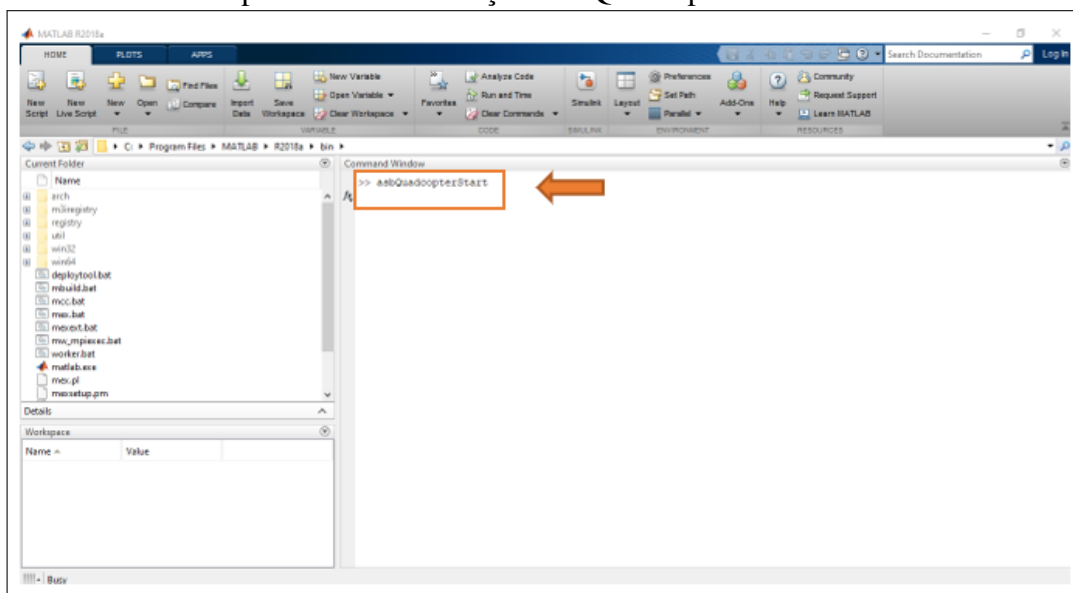 MATLAB R2018a
HOME PLOTS APPS
Search Documentation
Log In
New Script
New Live Script
New
Open
Find Files
Compare
Import Data
Save Workspace
New Variable
Open Variable
Clear Workspace
Favorites
Analyze Code
Run and Time
Clear Commands
Simulink
Layout
Preferences
Set Path
Parallel
Add-Ons
Help
Community
Request Support
Learn MATLAB
FILE VARIABLE CODE SIMULINK ENVIRONMENT RESOURCES
C: Program Files MATLAB R2018a bin
Current Folder
Name
arch
m3iregistry
registry
util
win32
win64
deploytool.bat
mbuild.bat
mcc.bat
mex.bat
mexext.bat
mw_mpiexec.bat
worker.bat
matlab.exe
mex.pl
mexsetup.pm
Details
Workspace
Name Value
Command Window
>> asbQuadcopterStart
fx
Busy